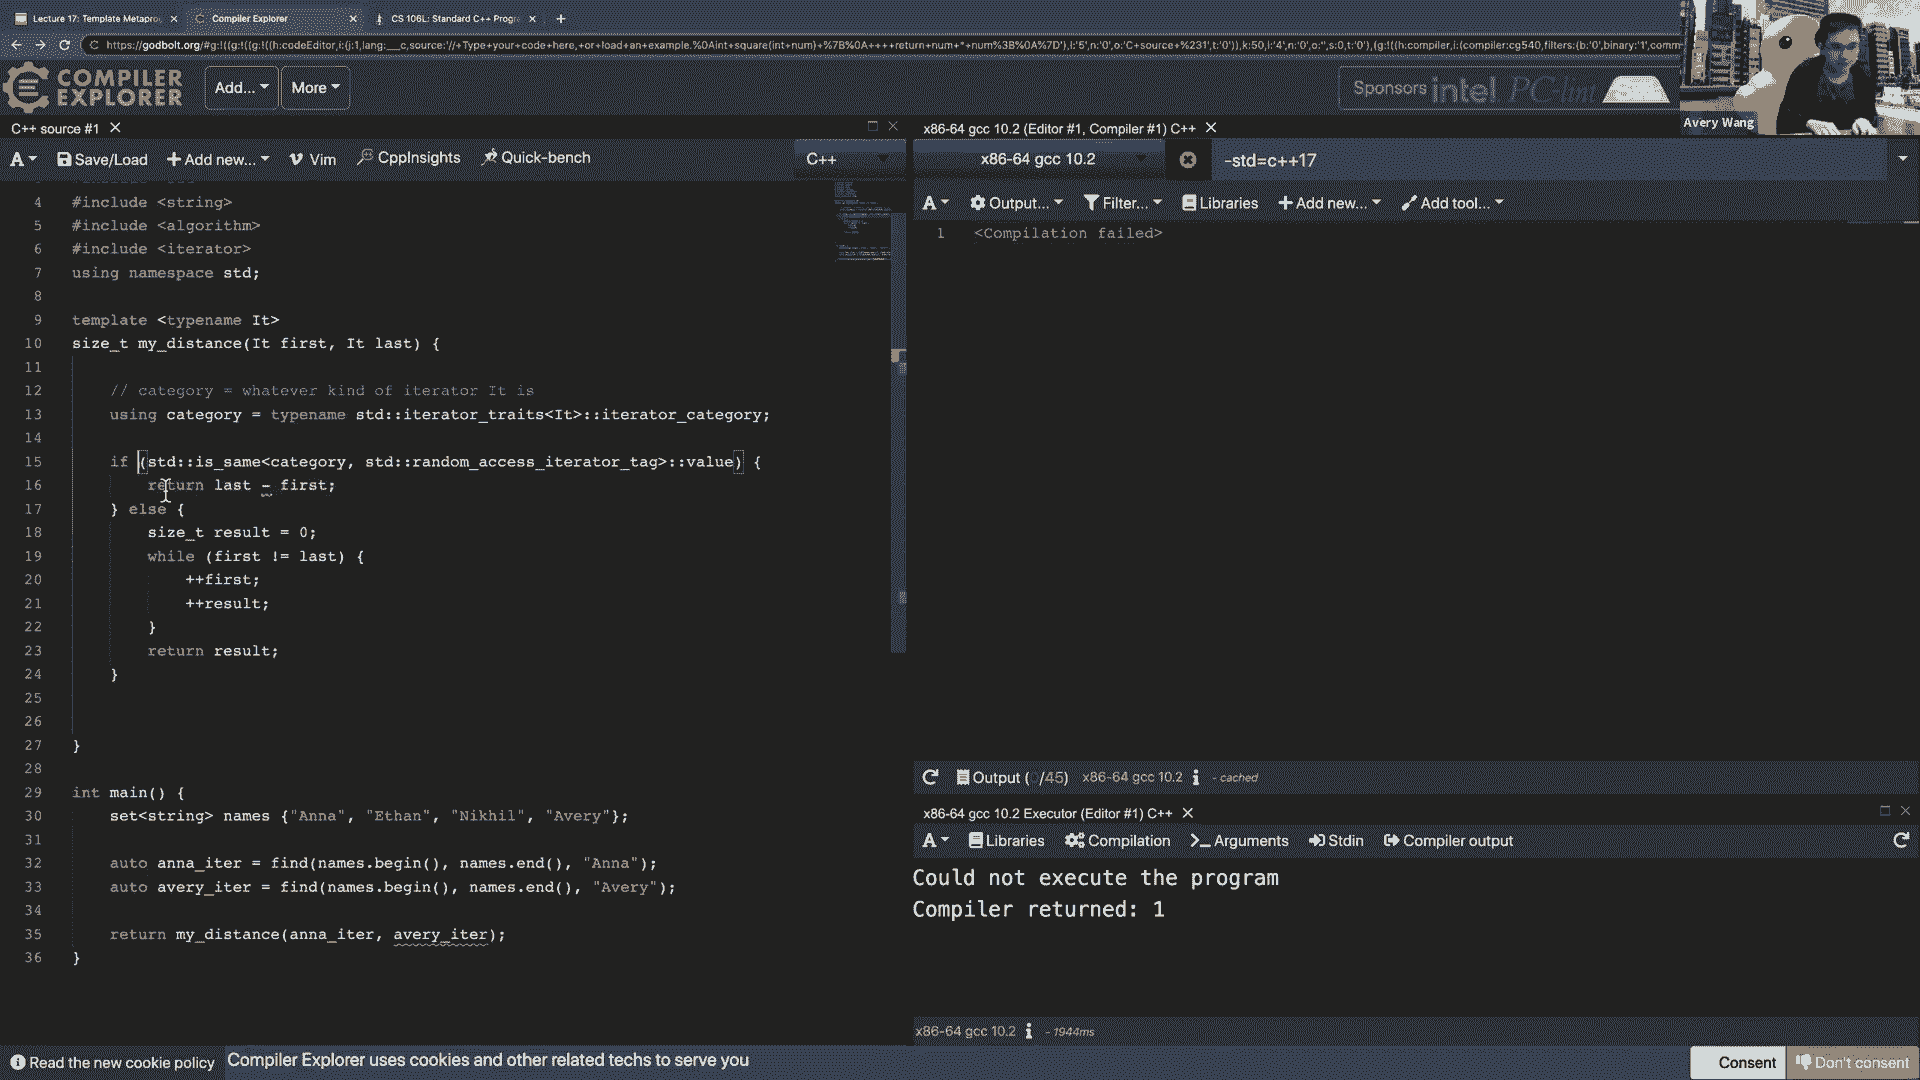 Lecture 17: Template Metaprog
Compiler Explorer
CS 106L: Standard C++ Progr
https://godbolt.org/#g:!((g:!((g:!((h:codeEditor,i:(j:1,lang:___c,source:'//+Type+your+code+here,+or+load+an+example.%0Aint+square(int+num)+%7B%0A++++return+num+*+num%3B%0A%7D'),l:'5',n:'0',o:'C+source+%231',t:'0')),k:50,l:'4',n:'0',o:'',s:0,t:'0'),(g:!((h:compiler,i:(compiler:cg540,filters:(b:'0',binary:'1',comm
COMPILER EXPLORER
Add...
More
Sponsors intel PC-lint
Avery Wang
C++ source #1
A
Save/Load
Add new...
Vim
CppInsights
Quick-bench
C++
4 #include <string>
5 #include <algorithm>
6 #include <iterator>
7 using namespace std;
8
9 template <typename It>
10 size_t my_distance(It first, It last) {
11
12 // category = whatever kind of iterator It is
13 using category = typename std::iterator_traits<It>::iterator_category;
14
15 if (std::is_same<category, std::random_access_iterator_tag>::value) {
16 return last - first;
17 } else {
18 size_t result = 0;
19 while (first != last) {
20 ++first;
21 ++result;
22 }
23 return result;
24 }
25
26
27 }
28
29 int main() {
30 set<string> names {"Anna", "Ethan", "Nikhil", "Avery"};
31
32 auto anna_iter = find(names.begin(), names.end(), "Anna");
33 auto avery_iter = find(names.begin(), names.end(), "Avery");
34
35 return my_distance(anna_iter, avery_iter);
36 }
x86-64 gcc 10.2 (Editor #1, Compiler #1) C++
x86-64 gcc 10.2
-std=c++17
A
Output...
Filter...
Libraries
Add new...
Add tool...
1 <Compilation failed>
Output ( /45) x86-64 gcc 10.2 - cached
x86-64 gcc 10.2 Executor (Editor #1) C++
A
Libraries
Compilation
Arguments
Stdin
Compiler output
Could not execute the program
Compiler returned: 1
x86-64 gcc 10.2 - 1944ms
Read the new cookie policy
Compiler Explorer uses cookies and other related techs to serve you
Consent
Don't consent